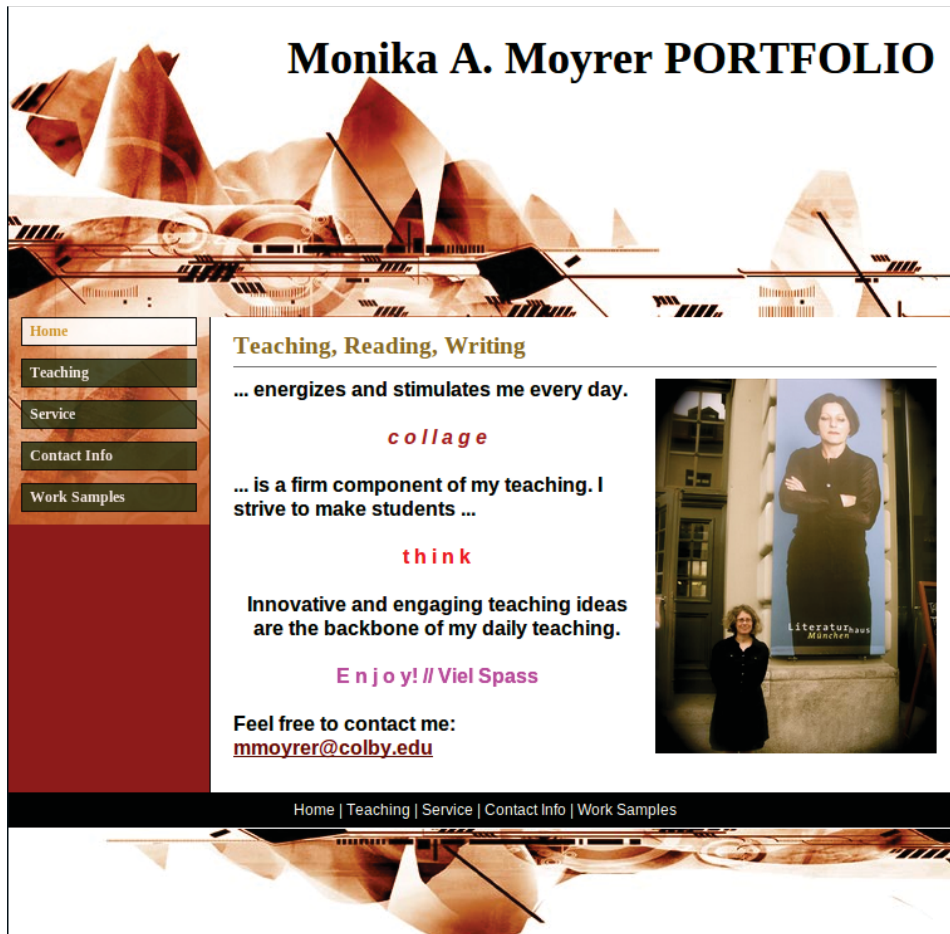 Monika A. Moyrer PORTFOLIO
Home
Teaching
Service
Contact Info
Work Samples
Teaching, Reading, Writing
... energizes and stimulates me every day.
c o l l a g e
... is a firm component of my teaching. I
strive to make students ...
t h i n k
Innovative and engaging teaching ideas
are the backbone of my daily teaching.
E n j o y! // Viel Spass
Feel free to contact me:
mmoyrer@colby.edu
Literaturhaus
München
Home | Teaching | Service | Contact Info | Work Samples